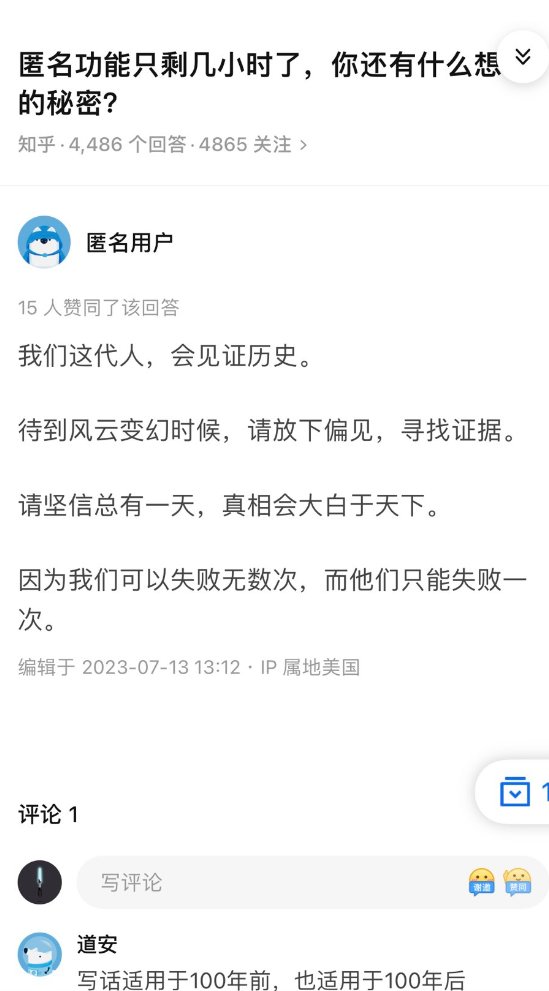 匿名功能只剩几小时了，你还有什么想
的秘密？
知乎 · 4,486 个回答 · 4865 关注 >
匿名用户
15 人赞同了该回答
我们这代人，会见证历史。
待到风云变幻时候，请放下偏见，寻找证据。
请坚信总有一天，真相会大白于天下。
因为我们可以失败无数次，而他们只能失败一
次。
编辑于 2023-07-13 13:12 · IP 属地美国
1
评论 1
写评论
谢邀
赞同
道安
写话适用于100年前，也适用于100年后